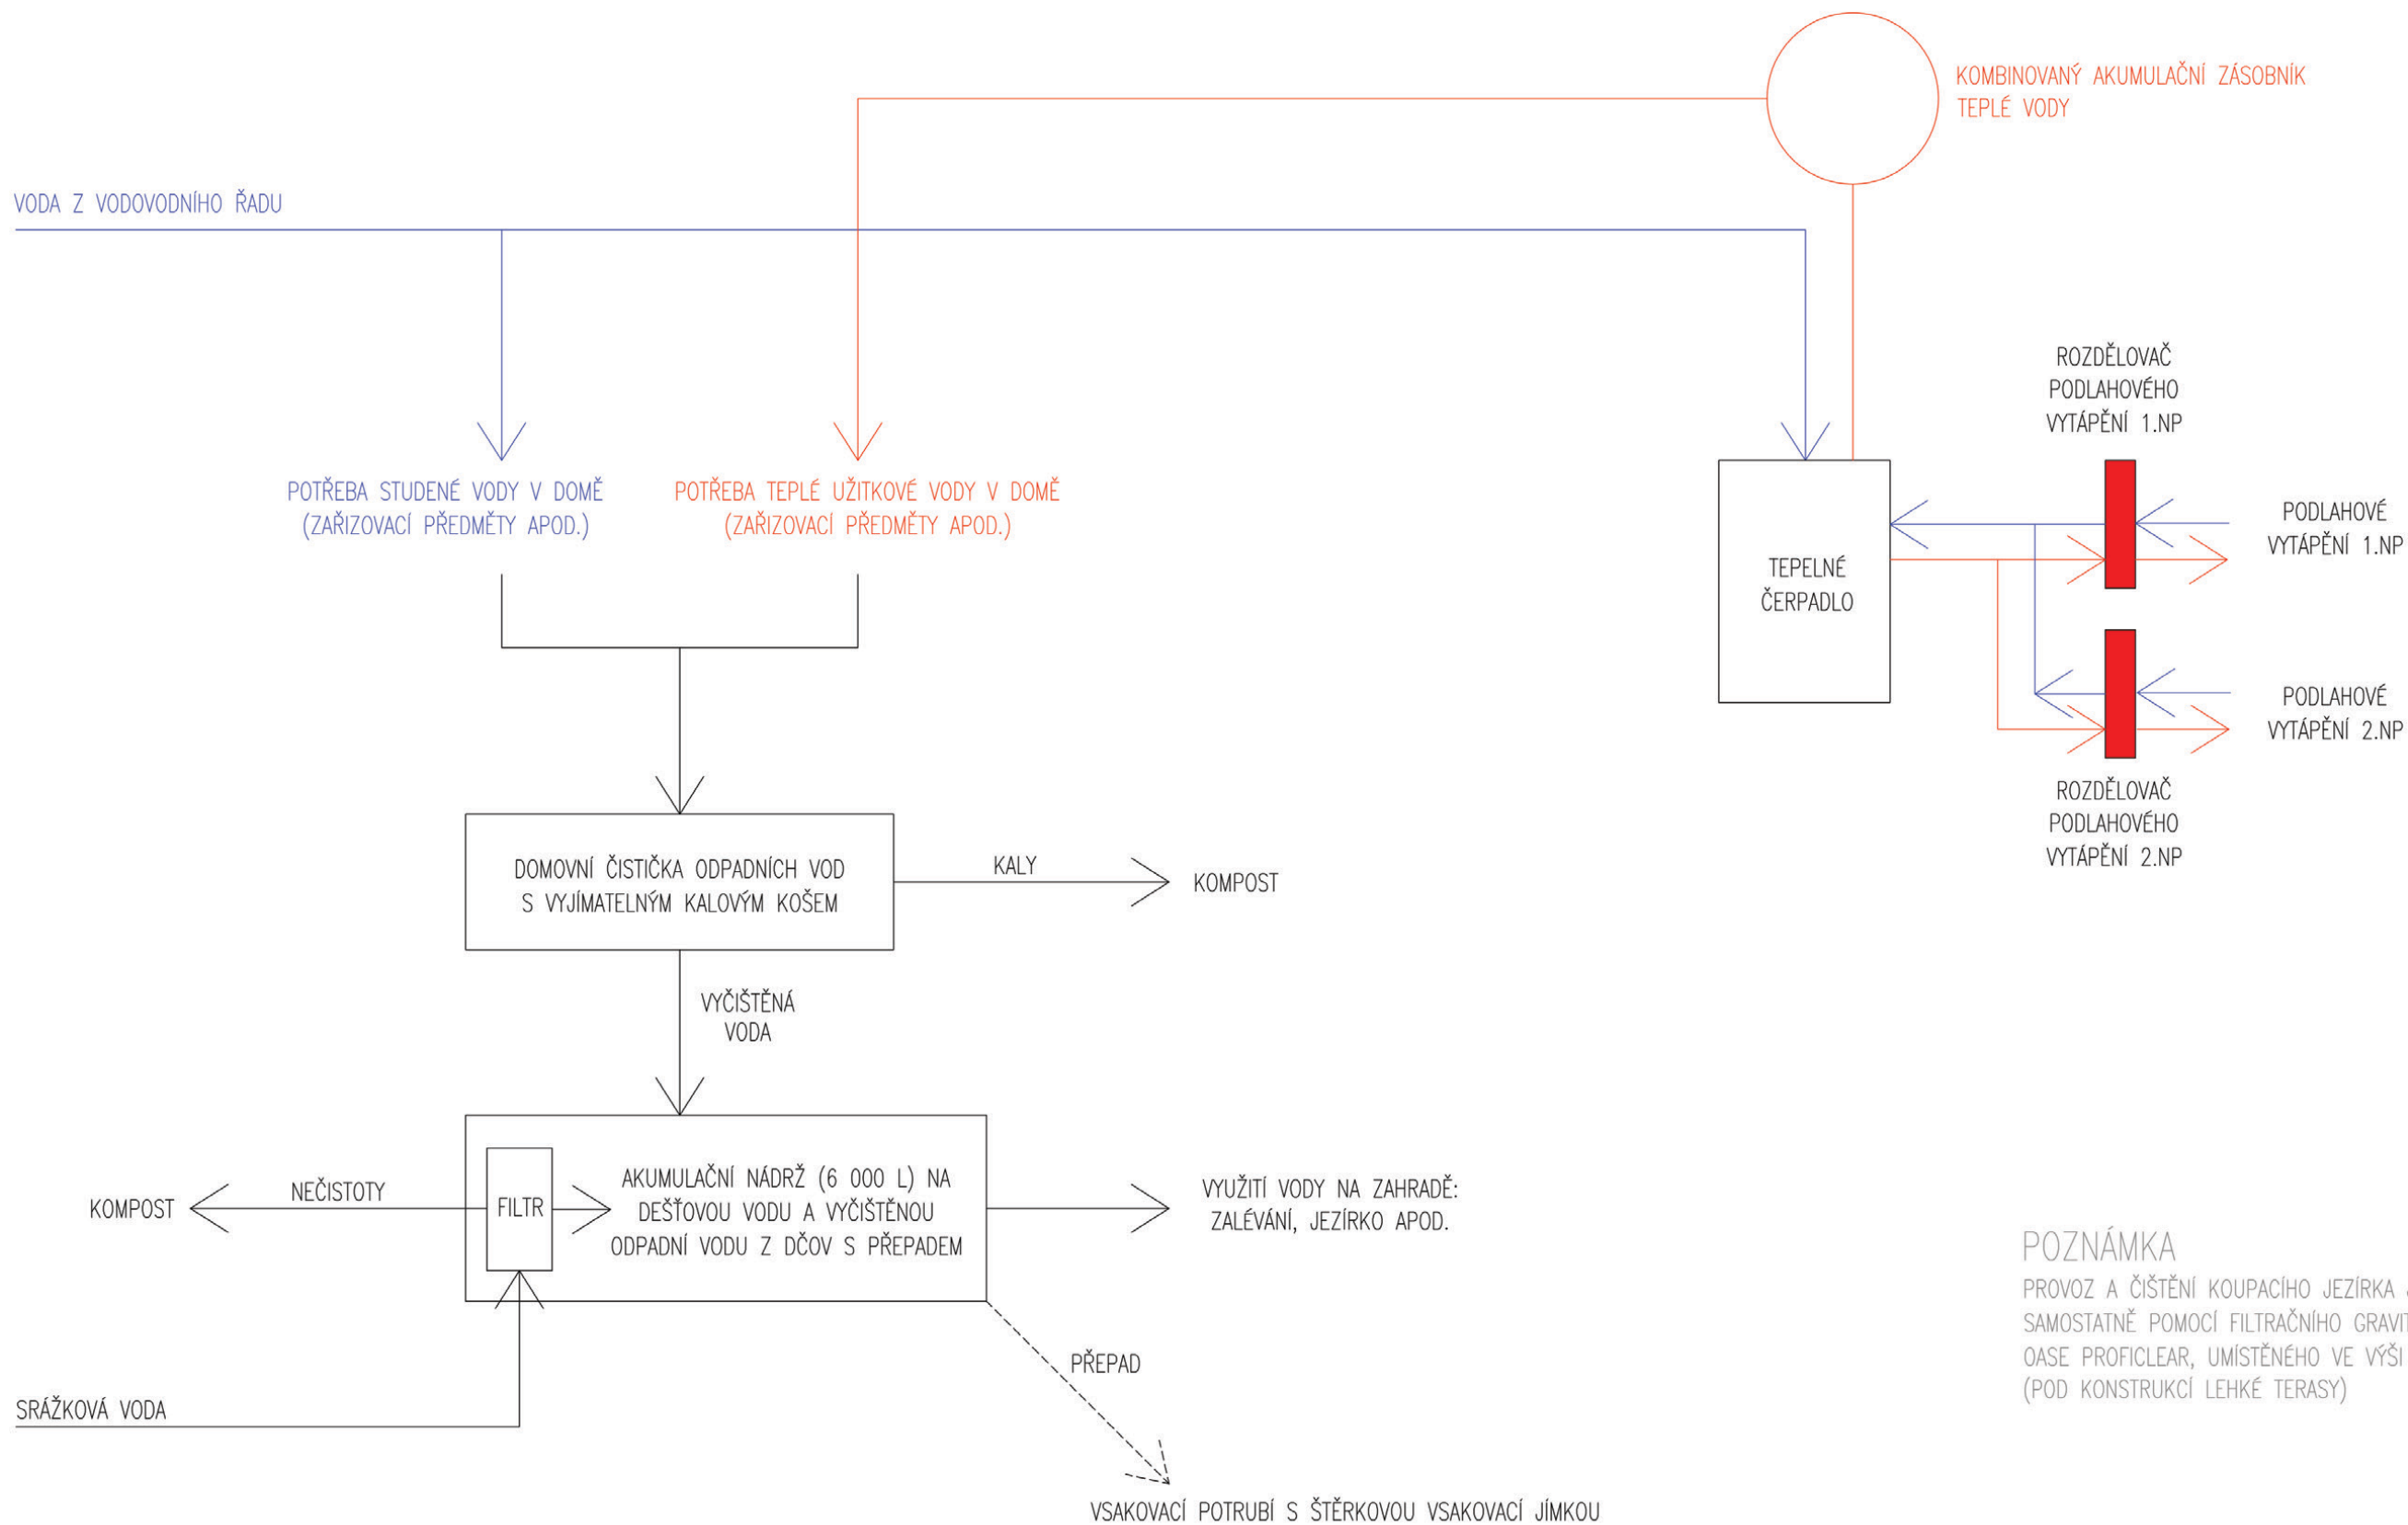 KOMBINOVANÝ AKUMULAČNÍ ZÁSOBNÍK
TEPLÉ VODY
VODA Z VODOVODNÍHO ŘADU
ROZDĚLOVAČ
PODLAHOVÉHO
VYTÁPĚNÍ 1.NP
POTŘEBA STUDENÉ VODY V DOMĚ
(ZAŘIZOVACÍ PŘEDMĚTY APOD.)
POTŘEBA TEPLÉ UŽITKOVÉ VODY V DOMĚ
(ZAŘIZOVACÍ PŘEDMĚTY APOD.)
TEPELNÉ
ČERPADLO
PODLAHOVÉ
VYTÁPĚNÍ 1.NP
PODLAHOVÉ
VYTÁPĚNÍ 2.NP
ROZDĚLOVAČ
PODLAHOVÉHO
VYTÁPĚNÍ 2.NP
DOMOVNÍ ČISTIČKA ODPADNÍCH VOD
S VYJÍMATELNÝM KALOVÝM KOŠEM
KALY
KOMPOST
VYČIŠTĚNÁ
VODA
KOMPOST
NEČISTOTY
FILTR
AKUMULAČNÍ NÁDRŽ (6 000 L) NA
DEŠŤOVOU VODU A VYČIŠTĚNOU
ODPADNÍ VODU Z DČOV S PŘEPADEM
VYUŽITÍ VODY NA ZAHRADĚ:
ZALÉVÁNÍ, JEZÍRKO APOD.
PŘEPAD
SRÁŽKOVÁ VODA
VSAKOVACÍ POTRUBÍ S ŠTĚRKOVOU VSAKOVACÍ JÍMKOU
POZNÁMKA
PROVOZ A ČIŠTĚNÍ KOUPACÍHO JEZÍRKA
SAMOSTATNĚ POMOCÍ FILTRAČNÍHO
OASE PROFICLEAR, UMÍSTĚNÉHO VE VÝŠI
(POD KONSTRUKCÍ LEHKÉ TERASY)